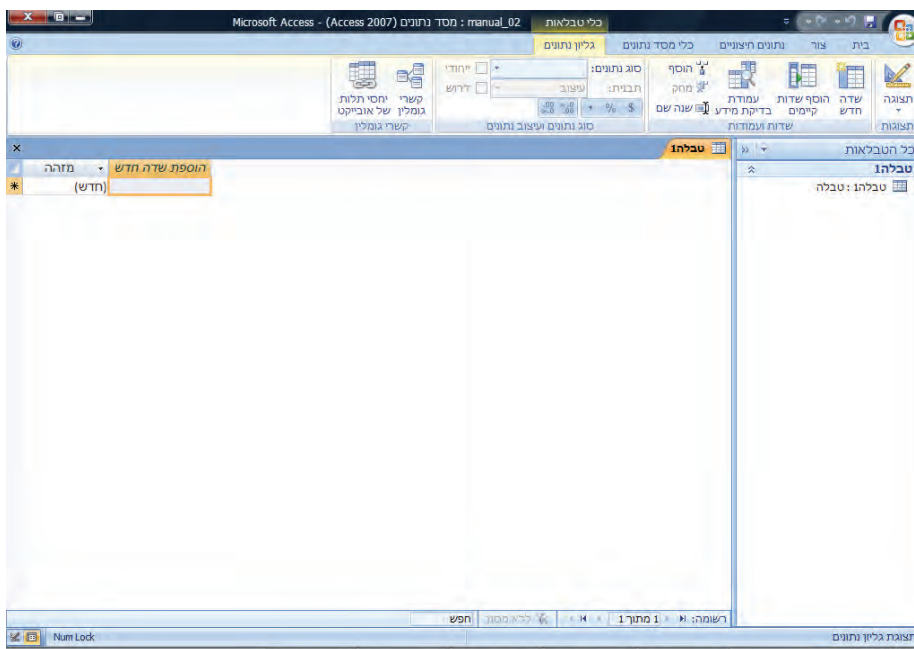 כלי טבלאות
manual_02 : מסד נתונים (Access 2007) - Microsoft Access
בית צור נתונים חיצוניים כלי מסד נתונים גליון נתונים
תצוגה
תצוגות
שדה חדש
הוסף שדות קיימים
עמודת בדיקת מידע
הוסף
מחק
שנה שם
שדות ועמודות
סוג נתונים:
תבנית: עיצוב
$ %
ייחודי
דרוש
סוג נתונים ועיצוב נתונים
קשרי גומלין
יחסי תלות של אובייקט
קשרי גומלין
כל הטבלאות
טבלה1
טבלה1 : טבלה
טבלה1
מזהה הוספת שדה חדש
(חדש)
רשומה: 1 מתוך 1 ללא מסנן חפש
תצוגת גליון נתונים
Num Lock